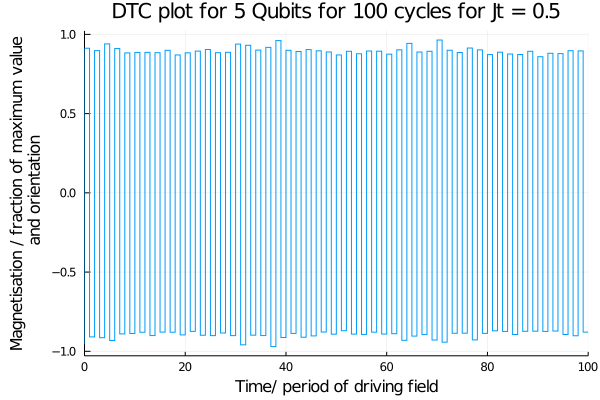 DTC plot for 5 Qubits for 100 cycles for Jt = 0.5
Magnetisation / fraction of maximum value
and orientation
1.0
0.5
0.0
−0.5
−1.0
0 20 40 60 80 100
Time/ period of driving field